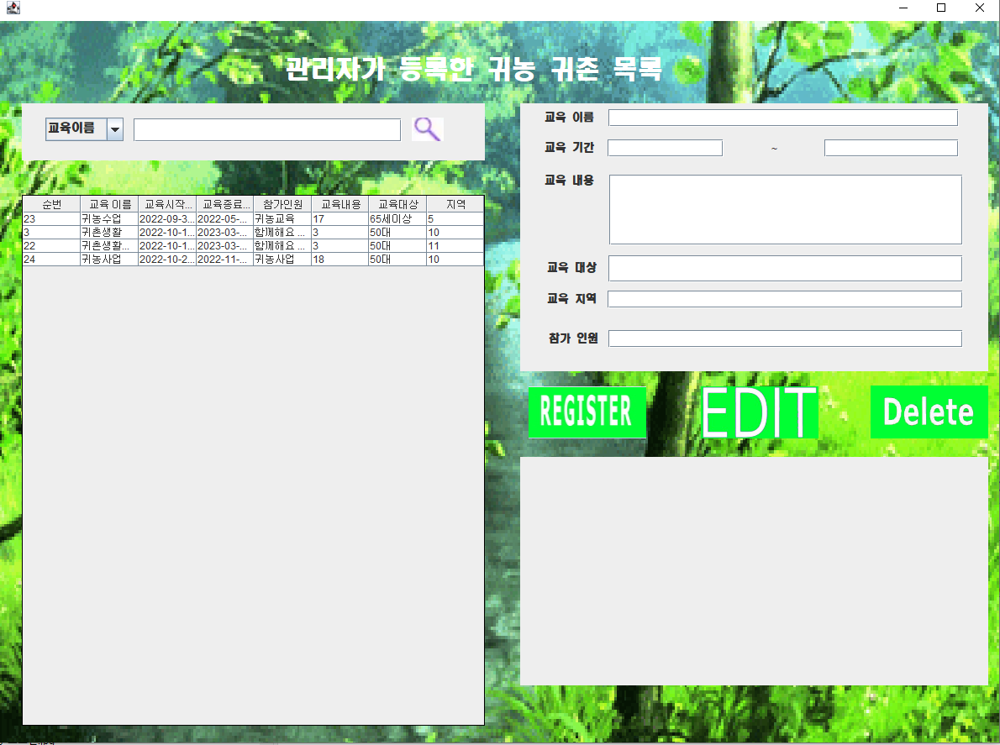 관리자가 등록한 귀농 귀촌 목록
교육이름
순번 교육 이름 교육시작... 교육종료... 참가인원 교육내용 교육대상 지역
23 귀농수업 2022-09-3... 2022-05-... 귀농교육 17 65세이상 5
3 귀촌생활 2022-10-1... 2023-03-... 함께해요 ... 3 50대 10
22 귀촌생활... 2022-10-1... 2023-03-... 함께해요 ... 3 50대 11
24 귀농사업 2022-10-2... 2022-11-... 귀농사업 18 50대 10
교육 이름
교육 기간 ~
교육 내용
교육 대상
교육 지역
참가 인원
REGISTER EDIT Delete